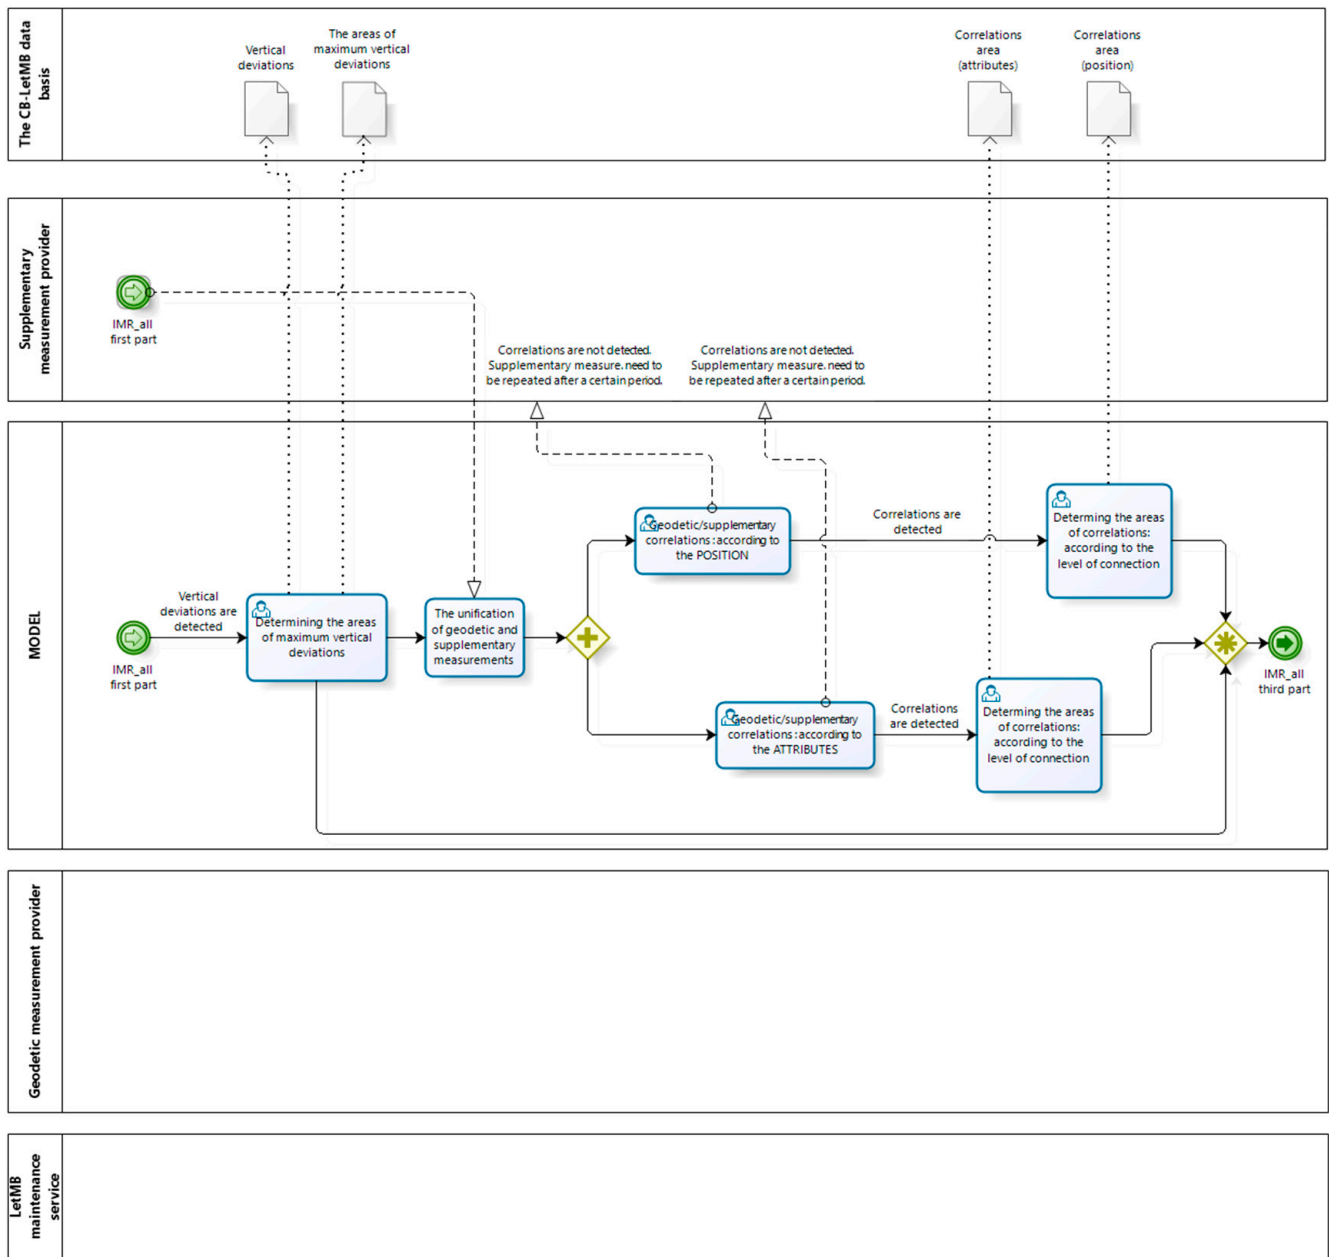 The CB-LetMB data
basis
Vertical
deviations
The areas of
maximum vertical
deviations
Correlations
area
(attributes)
Correlations
area
(position)
Supplementary
measurement provider
IMR_all
first part
Correlations are not detected.
Supplementary measure. need to
be repeated after a certain period.
Correlations are not detected.
Supplementary measure. need to
be repeated after a certain period.
MODEL
IMR_all
first part
Vertical
deviations are
detected
Determining the areas
of maximum vertical
deviations
The unification
of geodetic and
supplementary
measurements
Geodetic/supplementary
correlations :according to
the POSITION
Correlations are
detected
Determing the areas
of correlations:
according to the
level of connection
Geodetic/supplementary
correlations :according to
the ATTRIBUTES
Correlations
are detected
Determing the areas
of correlations:
according to the
level of connection
IMR_all
third part
Geodetic measurement provider
LetMB
maintenance
service